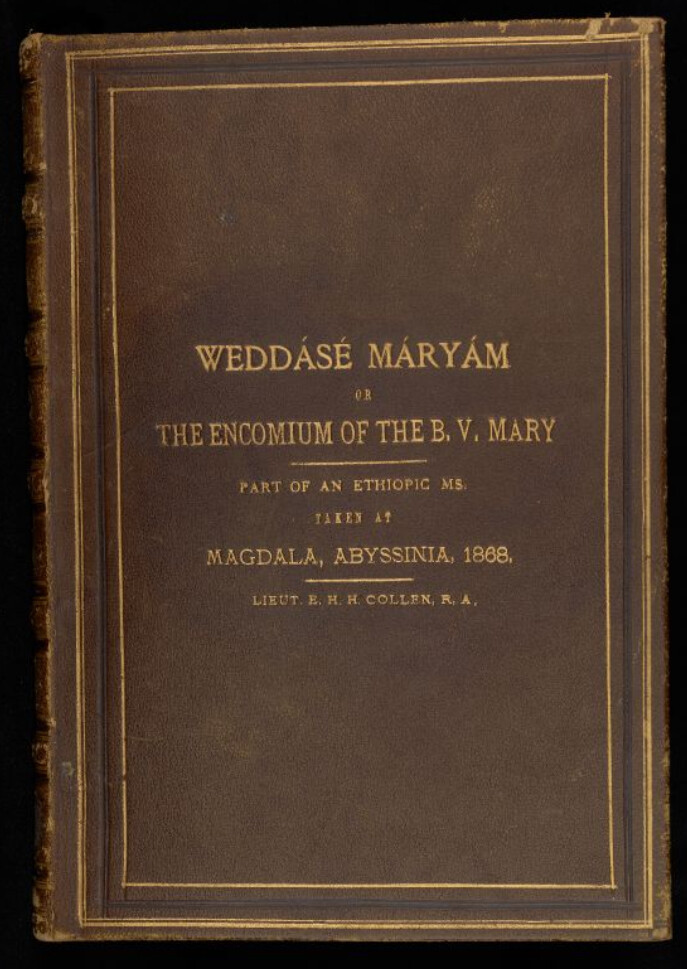 WEDDÁSÉ MÁRYÁM
OR
THE ENCOMIUM OF THE B. V. MARY
PART OF AN ETHIOPIC MS.
TAKEN AT
MAGDALA, ABYSSINIA, 1868,
LIEUT. E. H. H. COLLEN, R. A.